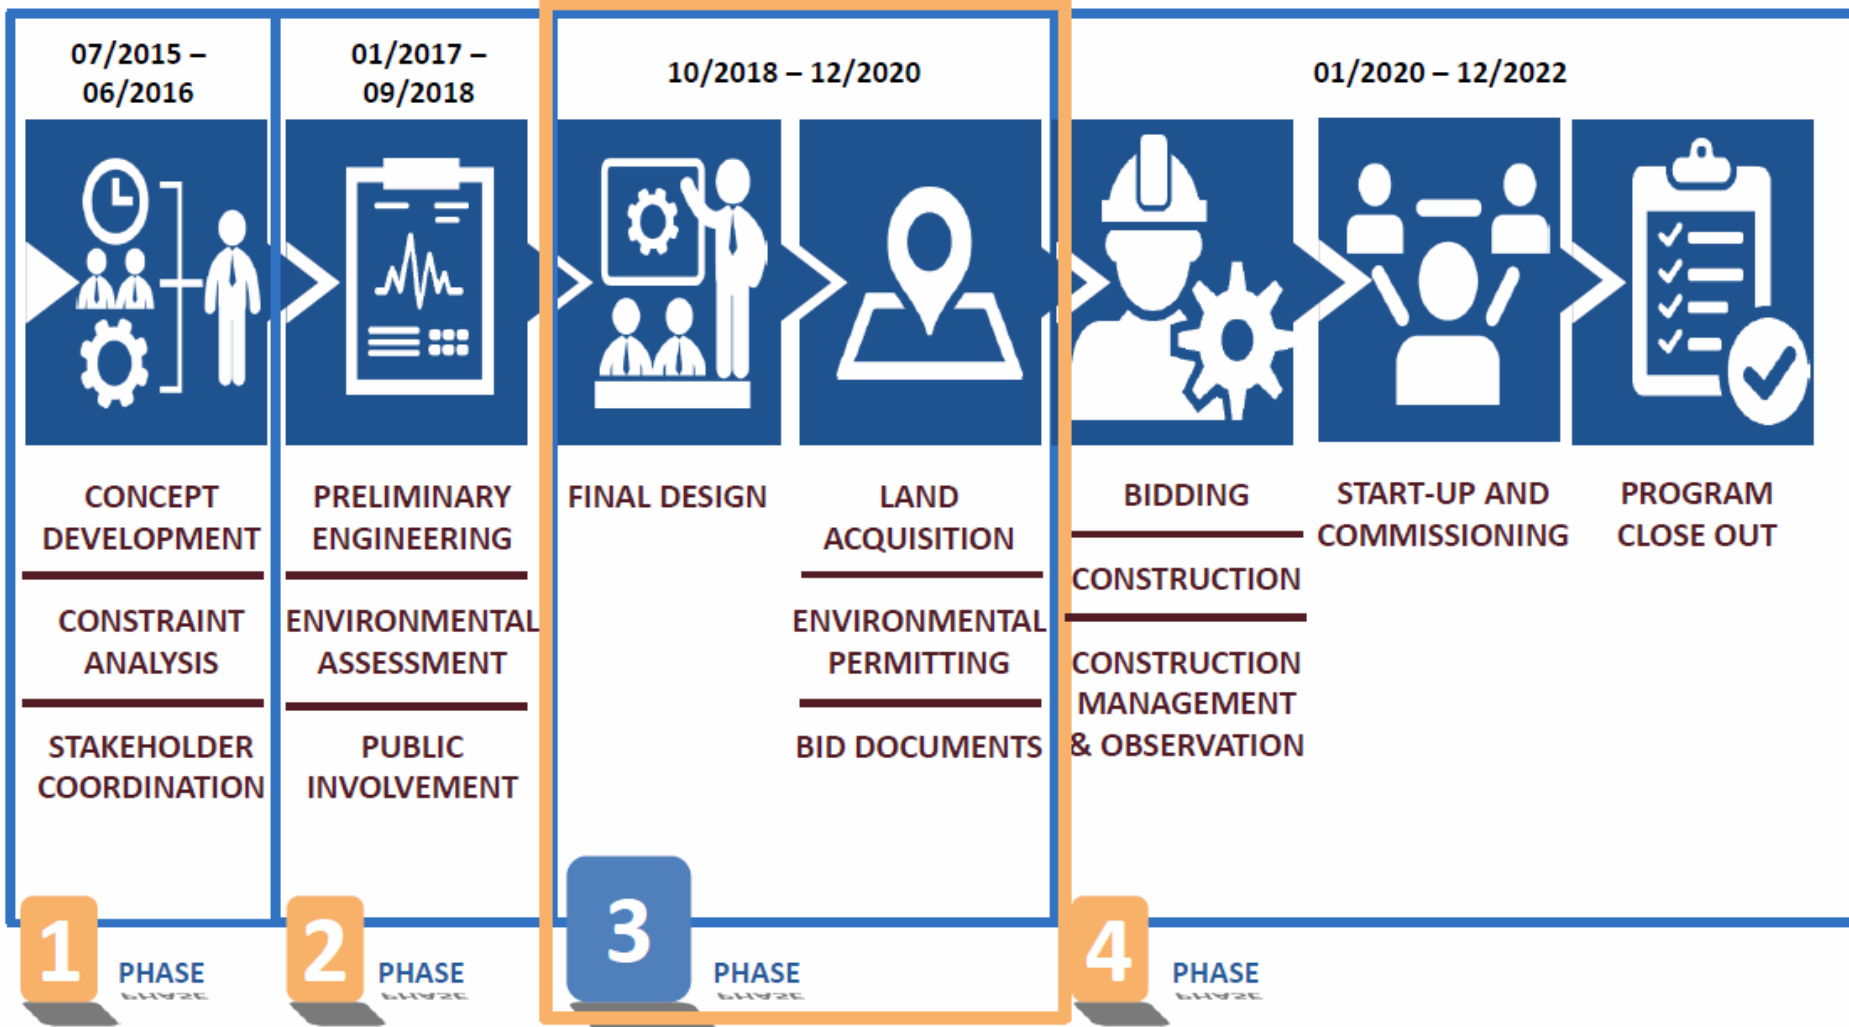 07/2015 –
06/2016
CONCEPT
DEVELOPMENT
CONSTRAINT
ANALYSIS
STAKEHOLDER
COORDINATION
1
PHASE
01/2017 –
09/2018
PRELIMINARY
ENGINEERING
ENVIRONMENTAL
ASSESSMENT
PUBLIC
INVOLVEMENT
2
PHASE
10/2018 – 12/2020
FINAL DESIGN
LAND
ACQUISITION
ENVIRONMENTAL
PERMITTING
BID DOCUMENTS
3
PHASE
01/2020 – 12/2022
BIDDING
CONSTRUCTION
CONSTRUCTION
MANAGEMENT
& OBSERVATION
START-UP AND
COMMISSIONING
PROGRAM
CLOSE OUT
4
PHASE